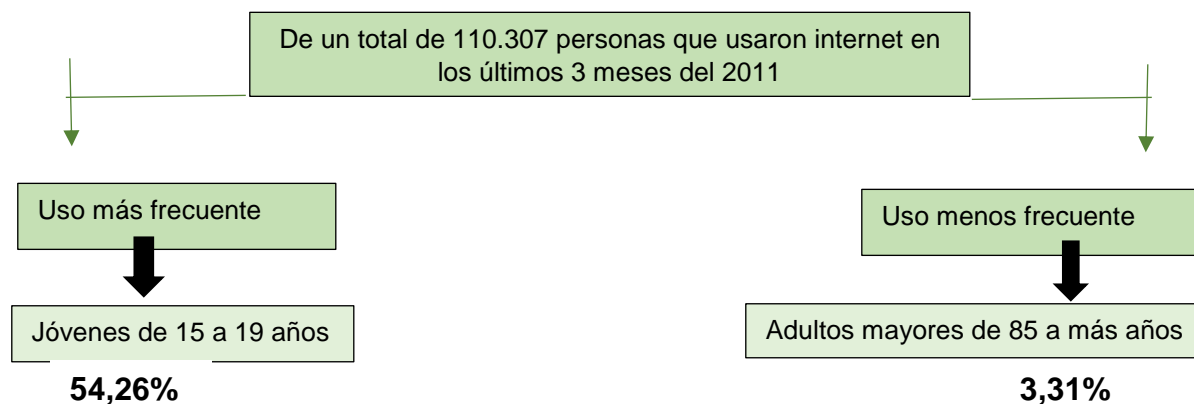 De un total de 110.307 personas que usaron internet en
los últimos 3 meses del 2011
Uso más frecuente
Uso menos frecuente
Jóvenes de 15 a 19 años
Adultos mayores de 85 a más años
54,26%
3,31%